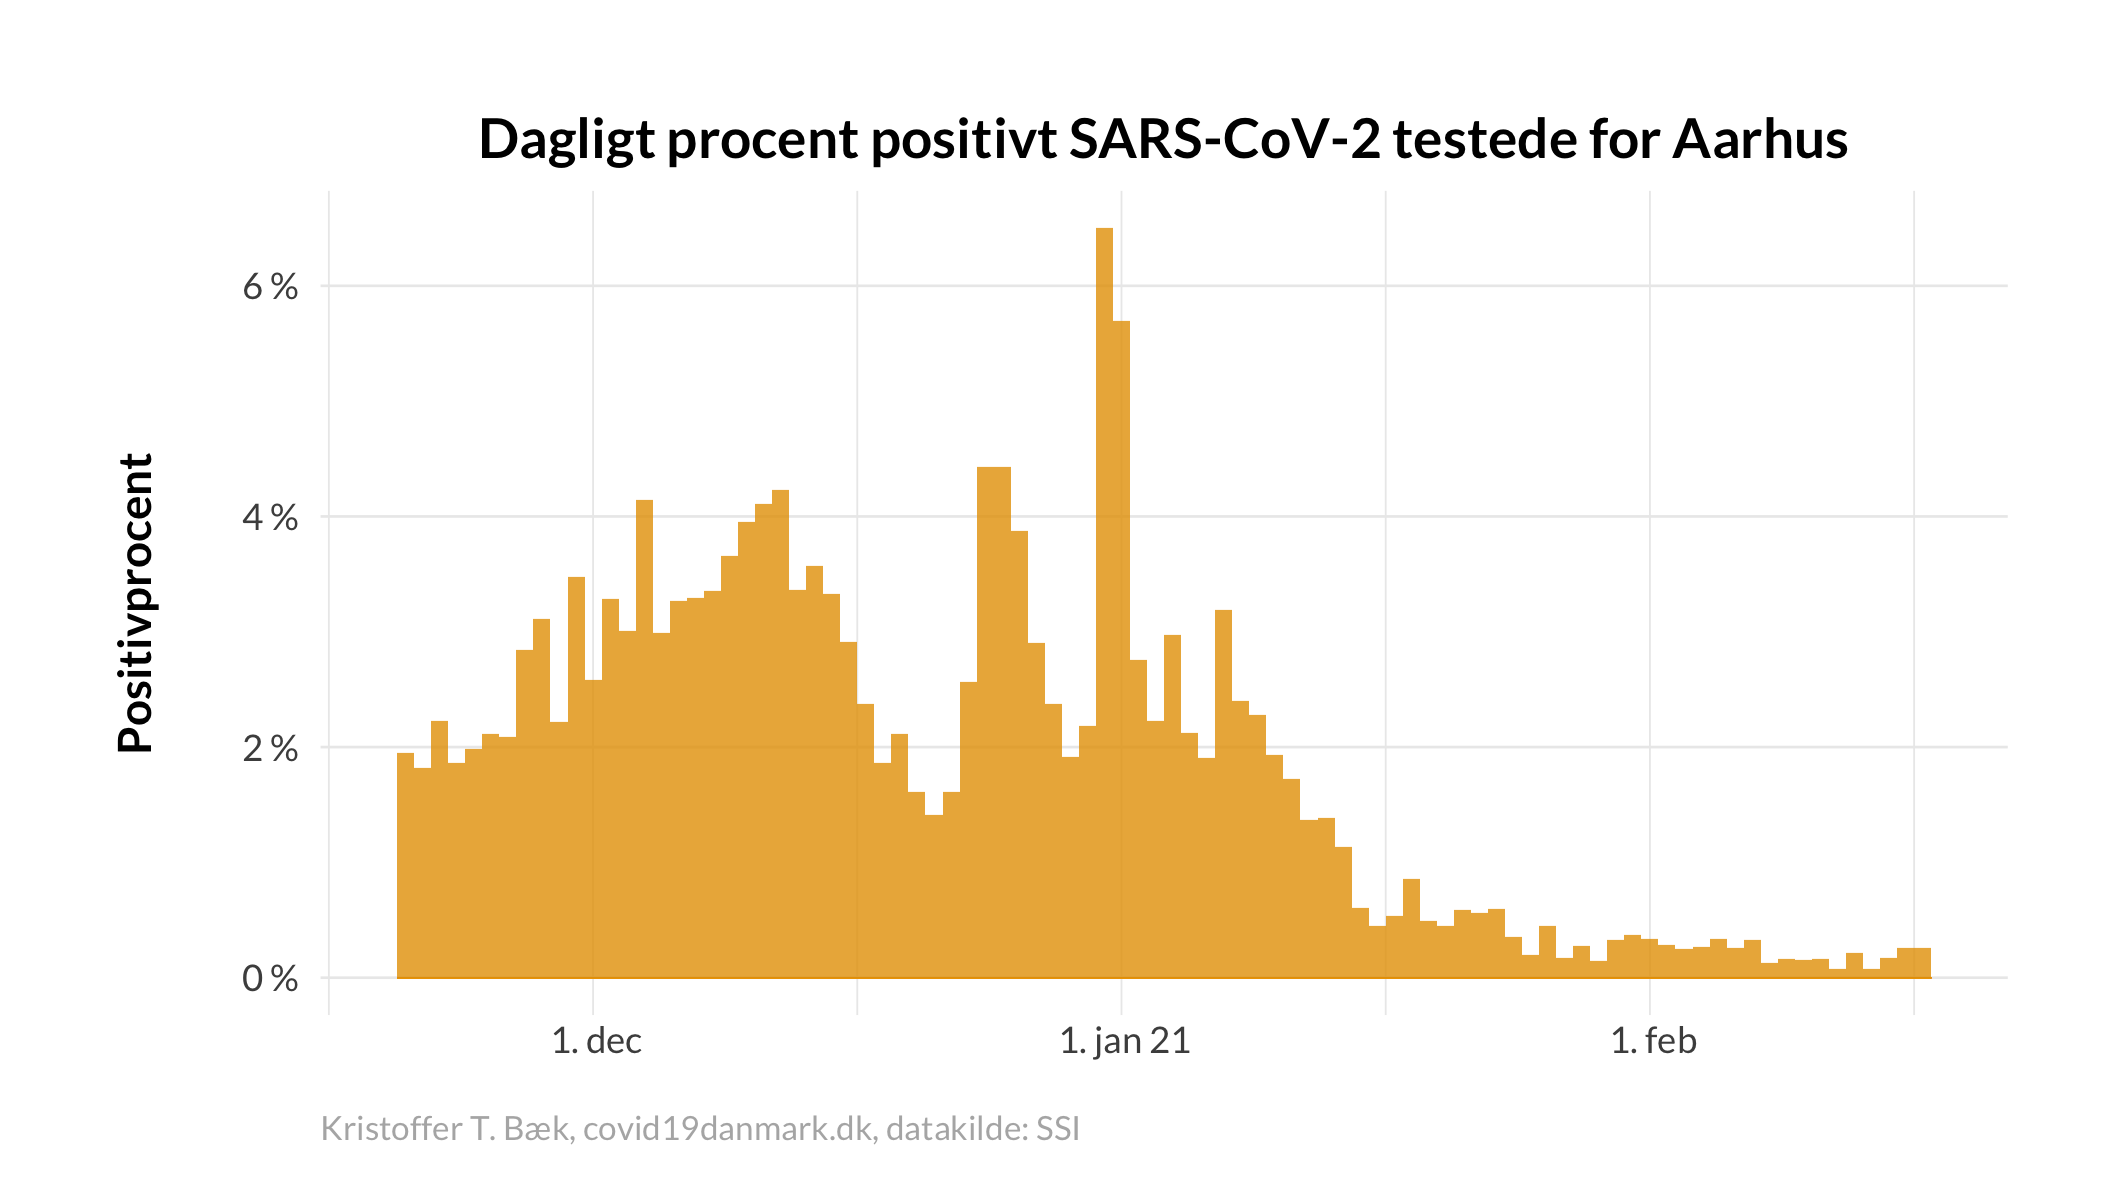 Dagligt procent positivt SARS-CoV-2 testede for Aarhus
Positivprocent
6 %
4 %
2 %
0 %
1. dec
1. jan 21
1. feb
Kristoffer T. Bæk, covid19danmark.dk, datakilde: SSI